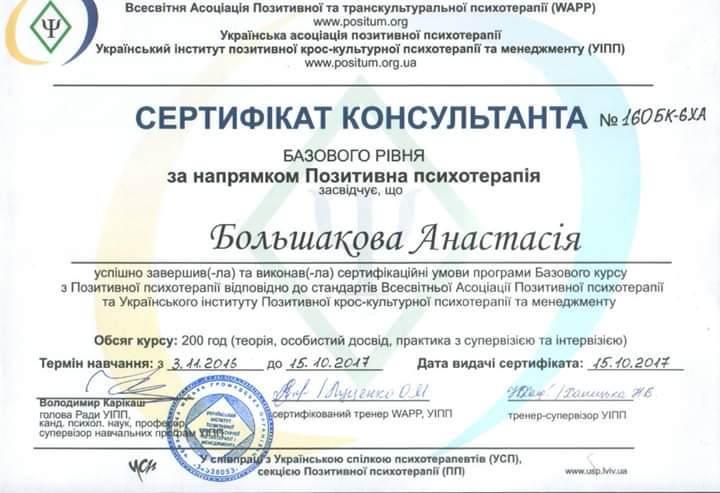 Всесвітня Асоціація Позитивної та транскультуральної психотерапії (WAPP)
www.positum.org
Українська асоціація позитивної психотерапії
Український інститут позитивної крос-культурної психотерапії та менеджменту (УІПП)
www.positum.org.ua
СЕРТИФІКАТ КОНСУЛЬТАНТА № 160БК-6ХА
БАЗОВОГО РІВНЯ
за напрямком Позитивна психотерапія
засвідчує, що
Большакова Анастасія
успішно завершив(-ла) та виконав(-ла) сертифікаційні умови програми Базового курсу
з Позитивної психотерапії відповідно до стандартів Всесвітньої Асоціації Позитивної психотерапії
та Українського інституту Позитивної крос-культурної психотерапії та менеджменту
Обсяг курсу: 200 год (теорія, особистий досвід, практика з супервізією та інтервізією)
Термін навчання: з 3.11.2016 до 15.10.2017 Дата видачі сертифіката: 15.10.2017
Володимир Карікаш
голова Ради УІПП,
канд. психол. наук, професор,
супервізор навчальних програм УІПП
Луценко О М
сертифікований тренер WAPP, УІПП
тренер-супервізор УІПП
УСП
У співпраці з Українською спілкою психотерапевтів (УСП),
секцією Позитивної психотерапії (ПП)
www.usp.lviv.ua